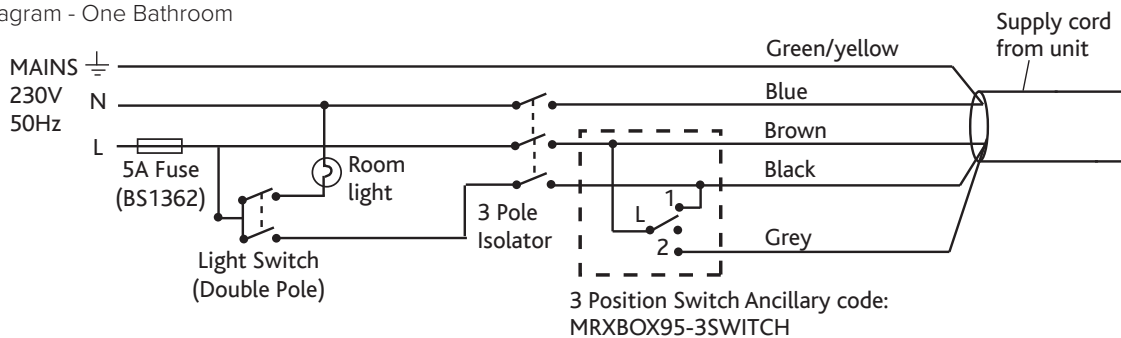 agram - One Bathroom
Supply cord
from unit
MAINS
230V
50Hz
N
L
Green/yellow
Blue
Brown
Black
Grey
5A Fuse
(BS1362)
Room
light
3 Pole
Isolator
L
1
2
Light Switch
(Double Pole)
3 Position Switch Ancillary code:
MRXBOX95-3SWITCH